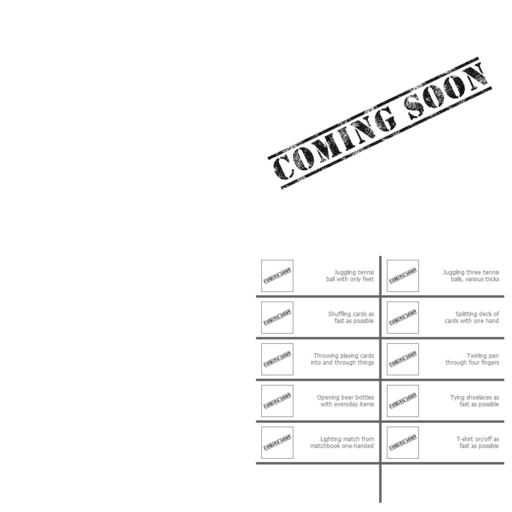 COMING SOON
COMING SOON
Juggling tennis
ball with only feet
COMING SOON
Juggling three tennis
balls, various tricks
COMING SOON
Shuffling cards as
fast as possible
COMING SOON
Splitting deck of
cards with one hand
COMING SOON
Throwing playing cards
into and through things
COMING SOON
Twirling pen
through four fingers
COMING SOON
Opening beer bottles
with everyday items
COMING SOON
Tying shoelaces as
fast as possible
COMING SOON
Lighting match from
matchbook one-handed
COMING SOON
T-shirt on/off as
fast as possible